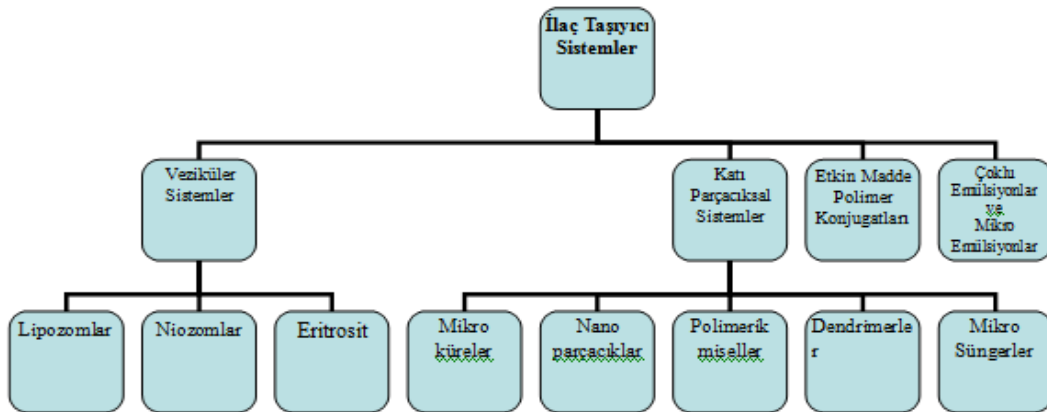 İlaç Taşıyıcı
Sistemler
Veziküler
Sistemler
Katı
Parçacıksal
Sistemler
Etkin Madde
Polimer
Konjugatları
Çoklu
Emülsiyonlar
ve
Mikro
Emülsiyonlar
Lipozomlar
Niozomlar
Eritrosit
Mikro
küreler
Nano
parçacıklar
Polimerik
miseller
Dendrimerle
r
Mikro
Süngerler